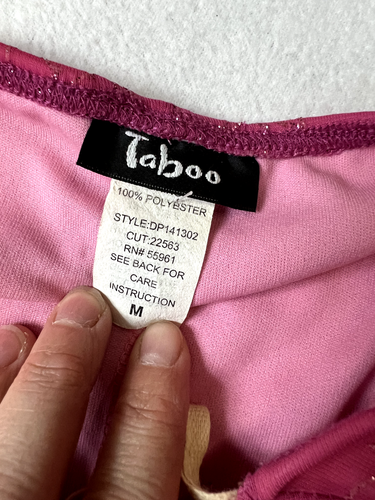 Taboo
100% POLYESTER
STYLE:DP141302
CUT:22563
RN# 55961
SEE BACK FOR
CARE
INSTRUCTION
M